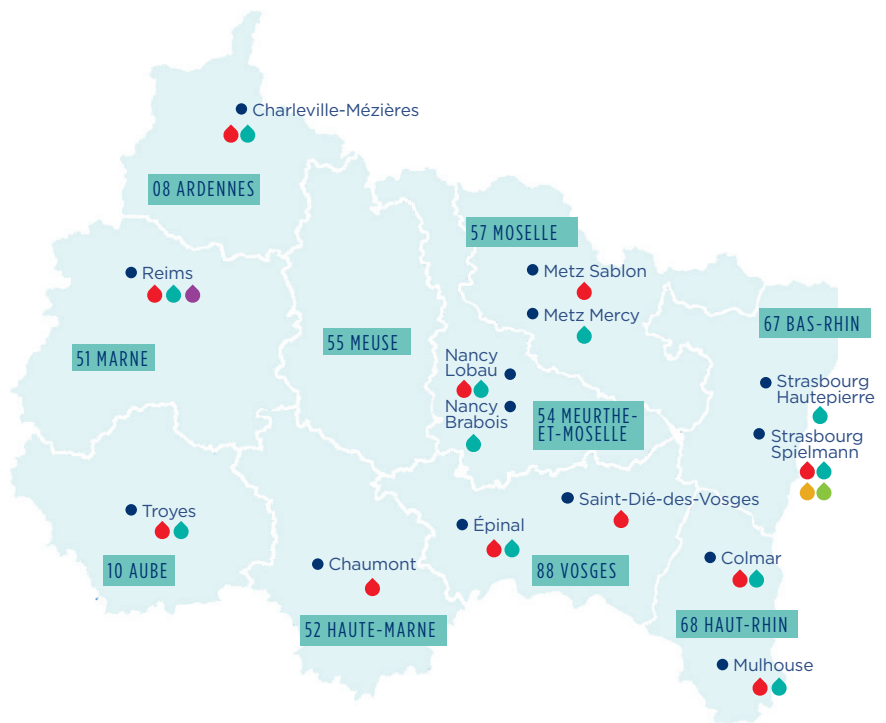 Charleville-Mézières
08 ARDENNES
57 MOSELLE
Reims
Metz Sablon
Metz Mercy
67 BAS-RHIN
55 MEUSE
51 MARNE
Nancy
Lobau
Nancy
Brabois
54 MEURTHE-
ET-MOSELLE
Strasbourg
Hautepierre
Strasbourg
Spielmann
Troyes
Épinal
Saint-Dié-des-Vosges
10 AUBE
Chaumont
88 VOSGES
Colmar
52 HAUTE-MARNE
68 HAUT-RHIN
Mulhouse